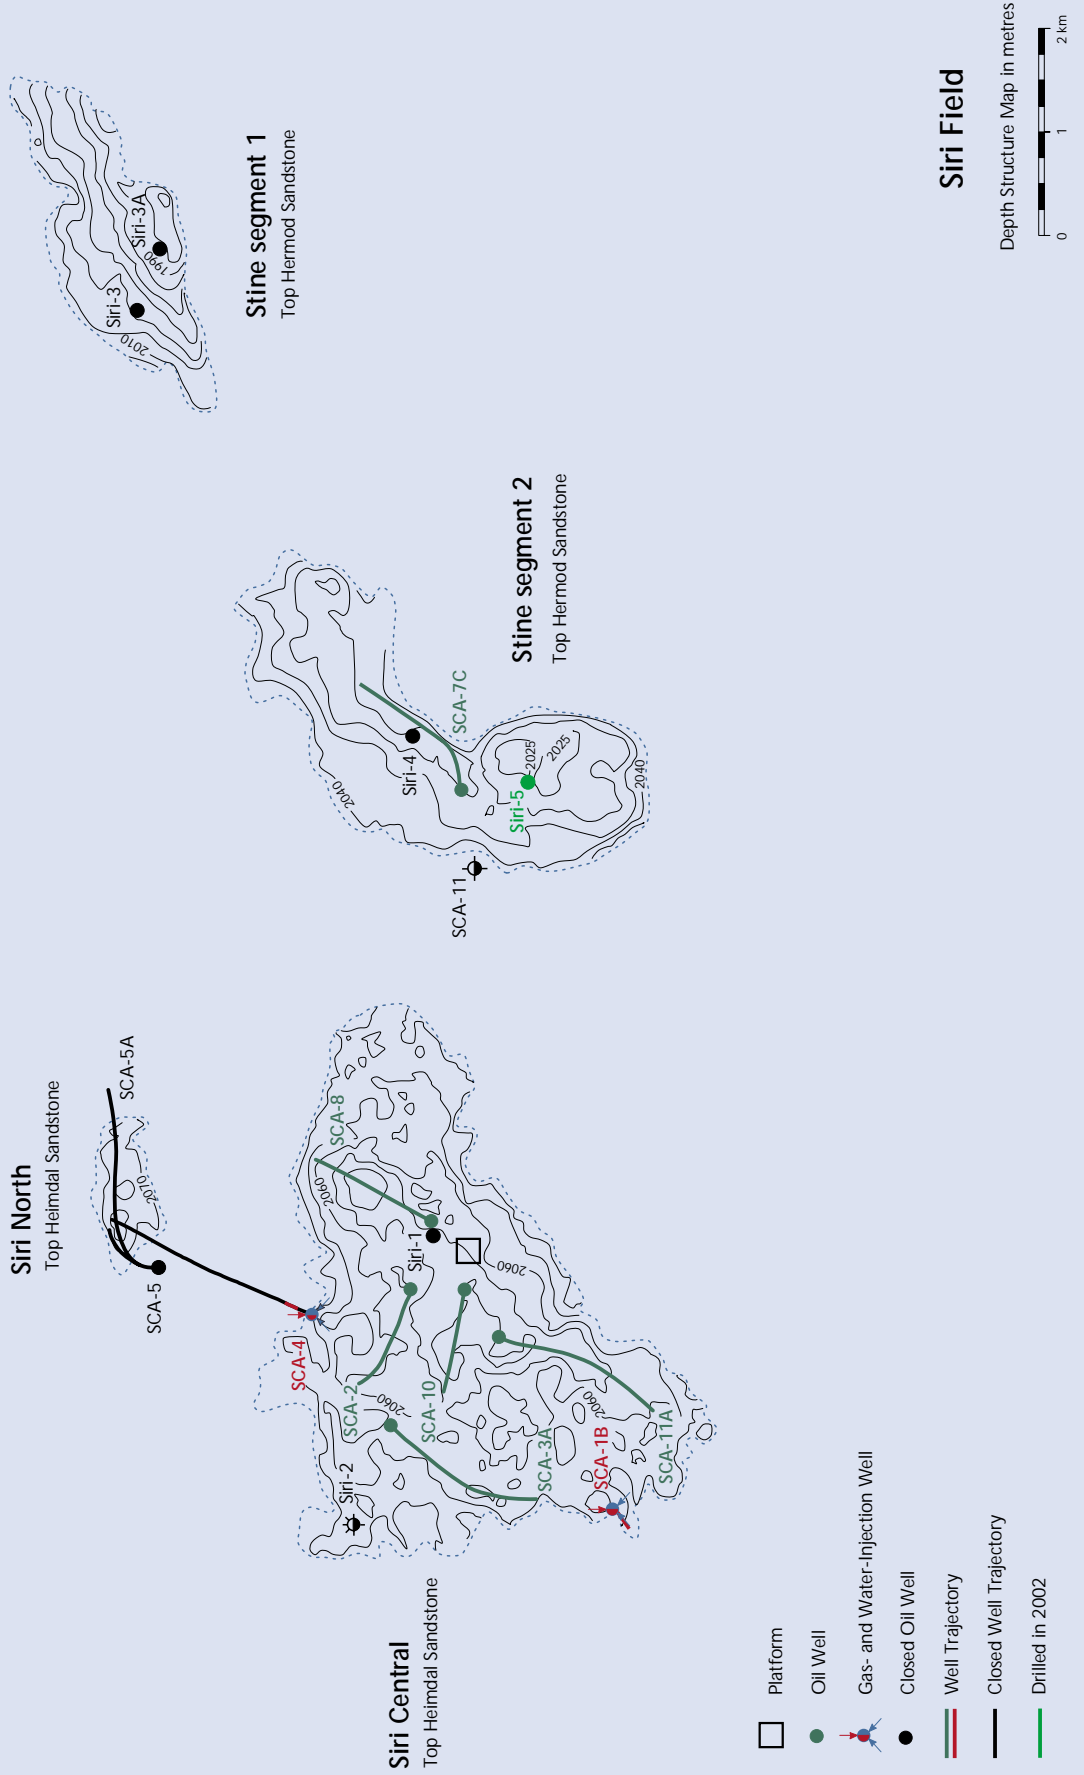 Siri North
Top Heimdal Sandstone
SCA-5A
SCA-5
2070
Siri Central
Top Heimdal Sandstone
SCA-4
SCA-8
2060
Siri-1
2060
SCA-2
2060
SCA-10
Siri-2
SCA-3A
2060
SCA-1B
SCA-11A
Stine segment 1
Top Hermod Sandstone
Siri-3
Siri-3A
1990
2010
Stine segment 2
Top Hermod Sandstone
SCA-7C
Siri-4
2040
Siri-5
2025
2025
2040
SCA-11
Platform
Oil Well
Gas- and Water-Injection Well
Closed Oil Well
Well Trajectory
Closed Well Trajectory
Drilled in 2002
Siri Field
Depth Structure Map in metres
0 1 2 km